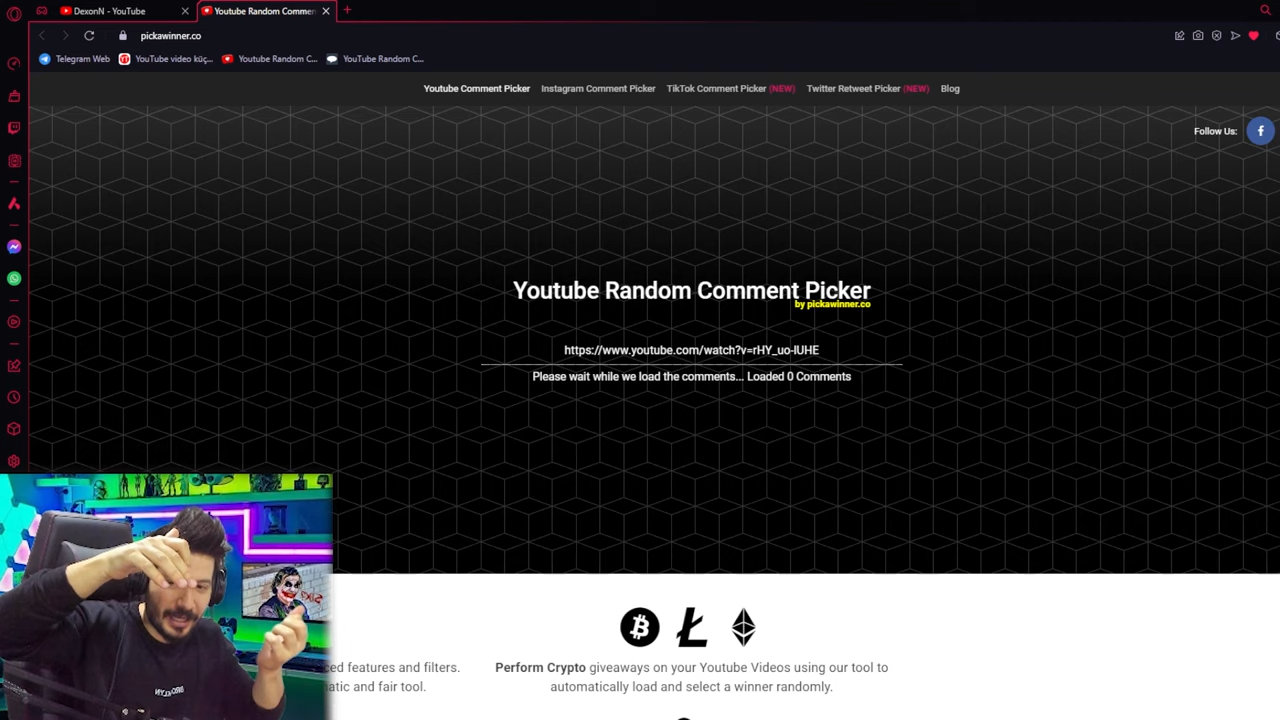 DexonN - YouTube
Youtube Random Commen
pickawinner.co
Telegram Web
YouTube video küç...
Youtube Random C...
YouTube Random C...
Youtube Comment Picker
Instagram Comment Picker
TikTok Comment Picker (NEW)
Twitter Retweet Picker (NEW)
Blog
Follow Us:
Youtube Random Comment Picker
by pickawinner.co
https://www.youtube.com/watch?v=rHY_uo-lUHE
Please wait while we load the comments... Loaded 0 Comments
ced features and filters.
atic and fair tool.
Perform Crypto giveaways on your Youtube Videos using our tool to
automatically load and select a winner randomly.